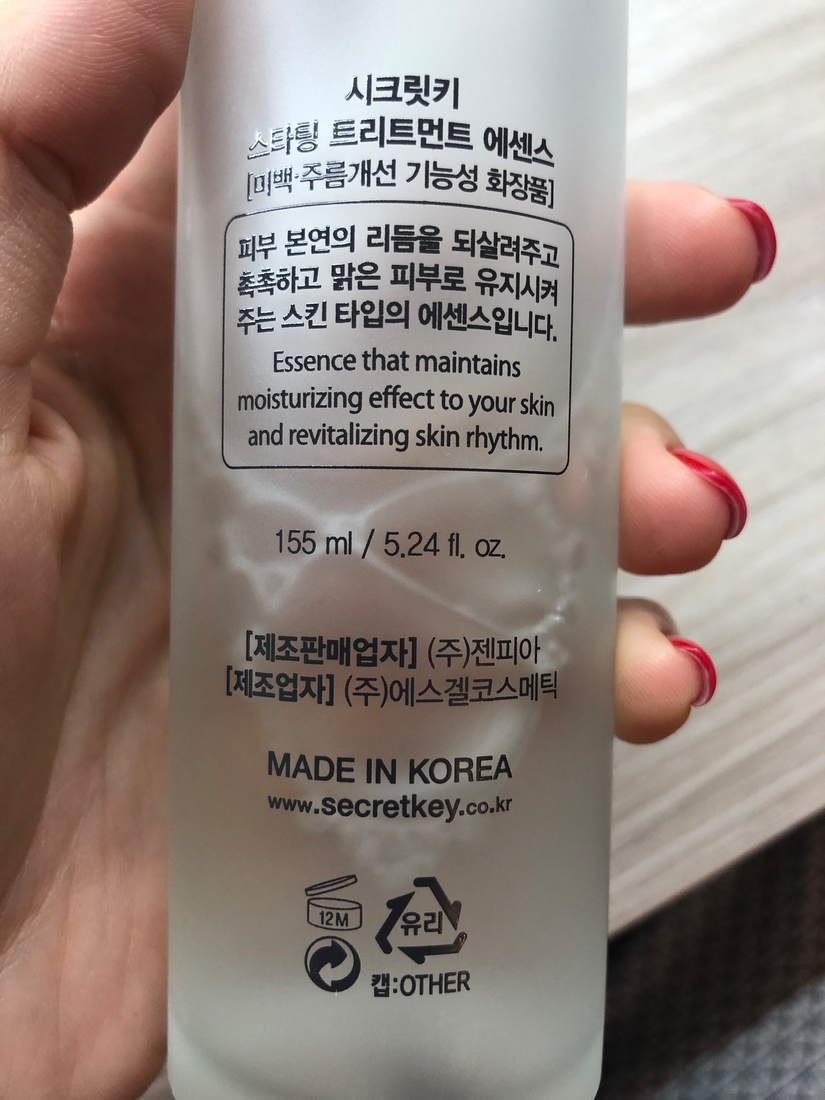 시크릿키
스타팅 트리트먼트 에센스
[미백·주름개선 기능성 화장품]
피부 본연의 리듬을 되살려주고
촉촉하고 맑은 피부로 유지시켜
주는 스킨 타입의 에센스입니다.
Essence that maintains
moisturizing effect to your skin
and revitalizing skin rhythm.
155 ml / 5.24 fl. oz.
[제조판매업자] (주)젠피아
[제조업자] (주)에스겔코스메틱
MADE IN KOREA
www.secretkey.co.kr
12M
유리
캡:OTHER